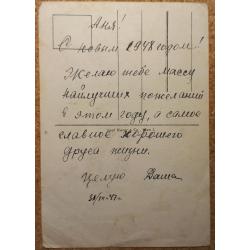 Аня!
С новым 1948 годом!
Желаю тебе массу
наилучших пожеланий
в этом году, а самое
главное хорошего
друга жизни.
Целую Даша
31/XII-47г.